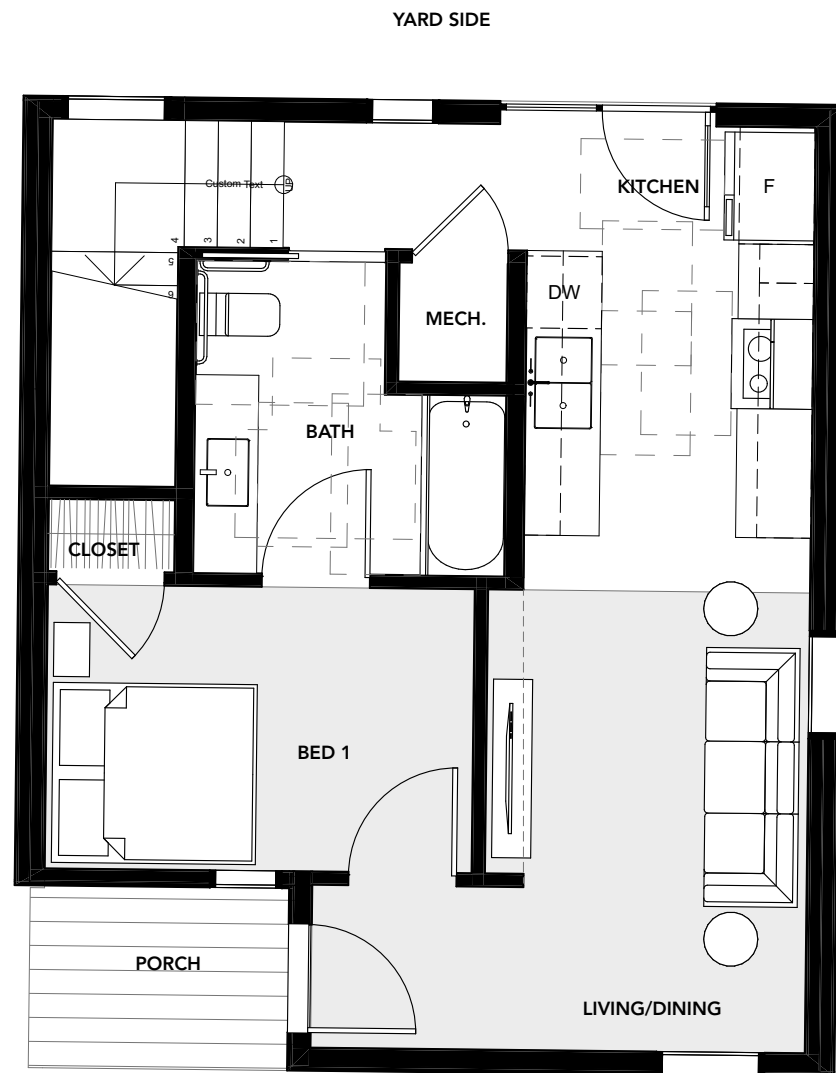 YARD SIDE
Custom Text
UP
KITCHEN
F
4
3
2
1
5
6
DW
MECH.
BATH
CLOSET
BED 1
PORCH
LIVING/DINING